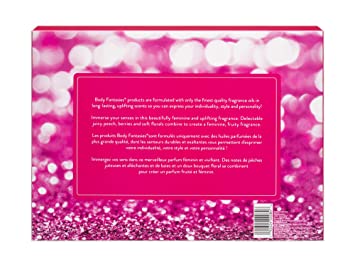 Body Fantasies® products are formulated with only the finest quality fragrance oils in
long lasting, uplifting scents so you can express your individuality, style and personality!
Immerse your senses in this beautifully feminine and uplifting fragrance. Delectable
juicy peach, berries and soft florals combine to create a feminine, fruity fragrance.
Les produits Body Fantasies® sont formulés uniquement avec des huiles parfumées de la
plus grande qualité, dont les senteurs durables et exaltantes vous permettent d'exprimer
votre individualité, votre style et votre personnalité!
Immergez vos sens dans ce merveilleux parfum féminin et vivifiant. Des notes de pêches
juteuses et alléchantes et de baies et un doux bouquet floral se combinent
pour créer un parfum fruité et féminin.